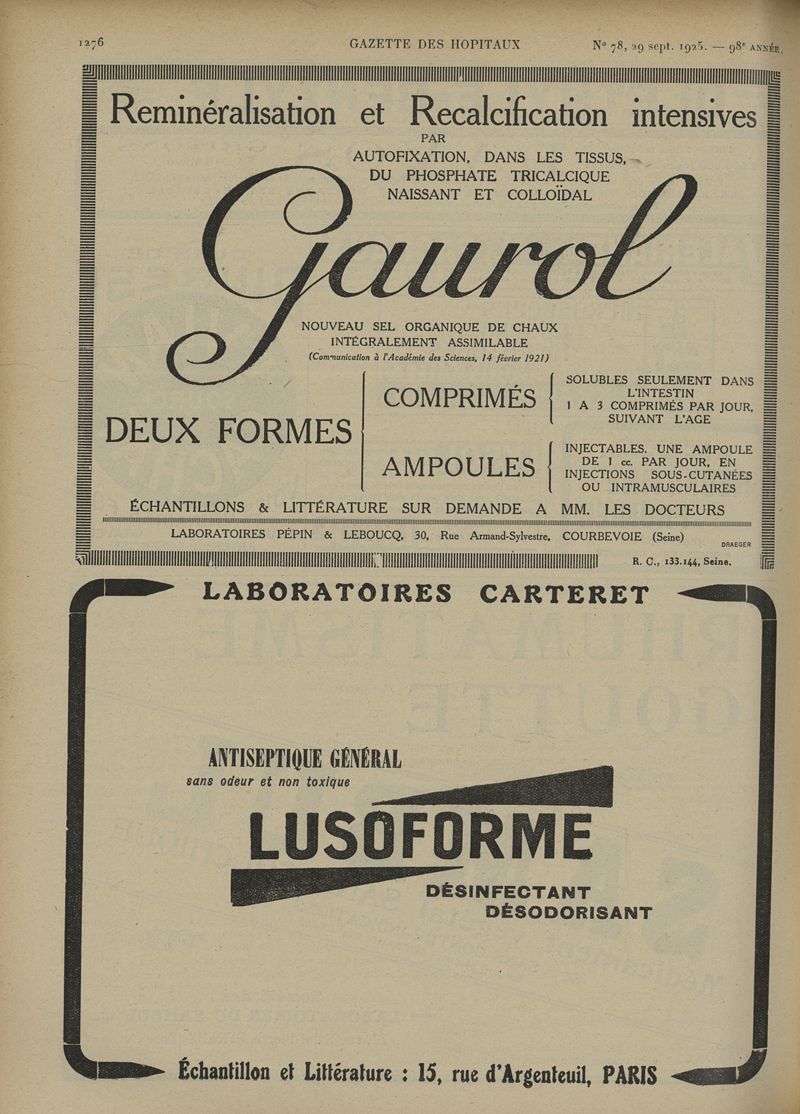 1276 GAZETTE DES HOPITAUX N° 78, 29 sept. 1925. — 98e ANNÉE.
Reminéralisation et Recalcification intensives
PAR
AUTOFIXATION, DANS LES TISSUS,
DU PHOSPHATE TRICALCIQUE
NAISSANT ET COLLOÏDAL
Gaurol
NOUVEAU SEL ORGANIQUE DE CHAUX
INTÉGRALEMENT ASSIMILABLE
(Communication à l'Académie des Sciences, 14 février 1921)
DEUX FORMES
COMPRIMÉS
SOLUBLES SEULEMENT DANS
L'INTESTIN
1 A 3 COMPRIMÉS PAR JOUR,
SUIVANT L'AGE
AMPOULES
INJECTABLES. UNE AMPOULE
DE 1 cc. PAR JOUR, EN
INJECTIONS SOUS-CUTANÉES
OU INTRAMUSCULAIRES
ÉCHANTILLONS & LITTÉRATURE SUR DEMANDE A MM. LES DOCTEURS
LABORATOIRES PÉPIN & LEBOUCQ, 30, Rue Armand-Sylvestre, COURBEVOIE (Seine)
DRAEGER
R. C., 133.144, Seine.
LABORATOIRES CARTERET
ANTISEPTIQUE GÉNÉRAL
sans odeur et non toxique
LUSOFORME
DÉSINFECTANT
DÉSODORISANT
Échantillon et Littérature : 15, rue d'Argenteuil, PARIS